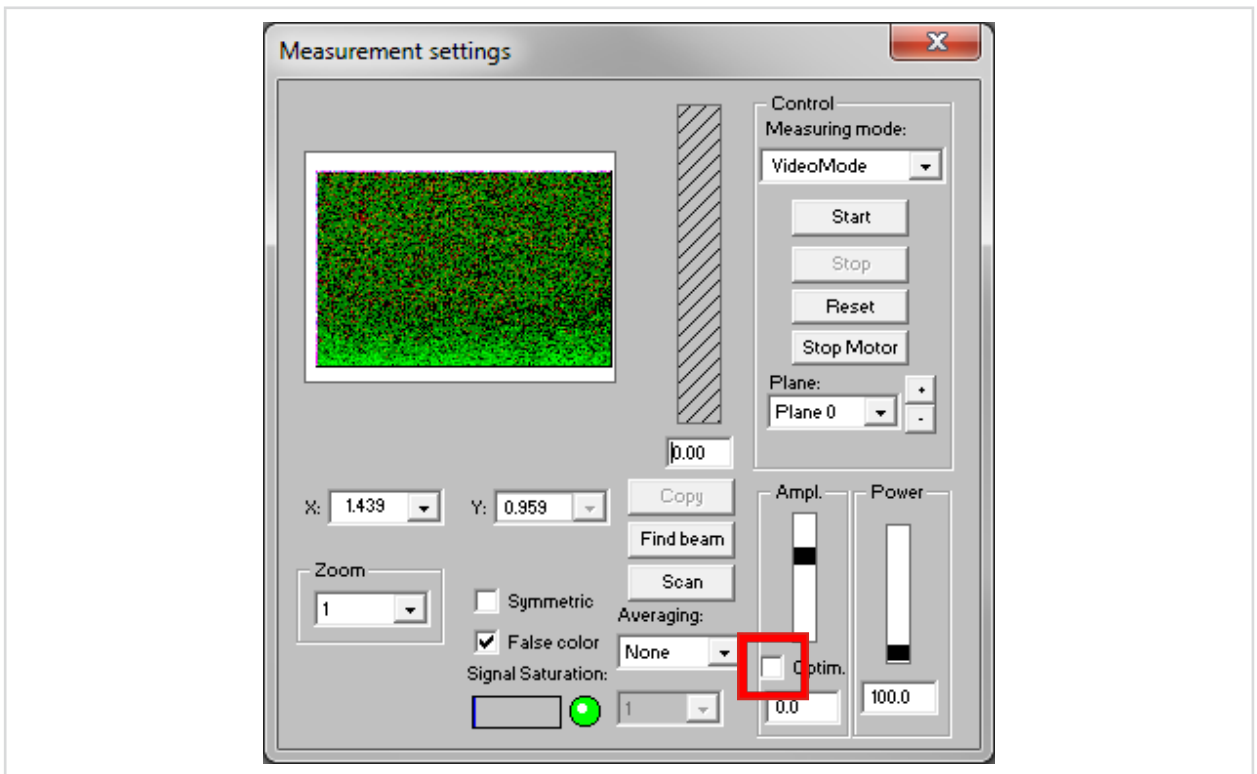 Measurement settings
Control
Measuring mode:
VideoMode
Start
Stop
Reset
Stop Motor
Plane:
Plane 0
+
-
0.00
X: 1.439
Y: 0.959
Copy
Find beam
Scan
Zoom
1
Symmetric
False color
Signal Saturation:
Averaging:
None
1
Ampl.
Power
Optim.
0.0
100.0